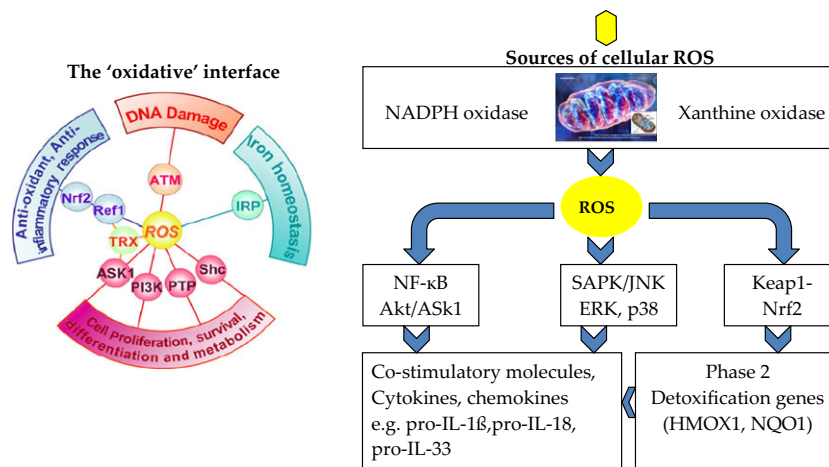 The 'oxidative' interface
DNA Damage
Anti-oxidant, Anti-
inflammatory response
Iron homeostasis
ATM
Nrf2
Ref1
ROS
IRP
TRX
ASK1
PI3K
PTP
Shc
Cell proliferation, survival,
differentiation and metabolism
Sources of cellular ROS
NADPH oxidase
Xanthine oxidase
ROS
NF-κB
Akt/ASk1
SAPK/JNK
ERK, p38
Keap1-
Nrf2
Co-stimulatory molecules,
Cytokines, chemokines
e.g. pro-IL-1ß,pro-IL-18,
pro-IL-33
Phase 2
Detoxification genes
(HMOX1, NQO1)